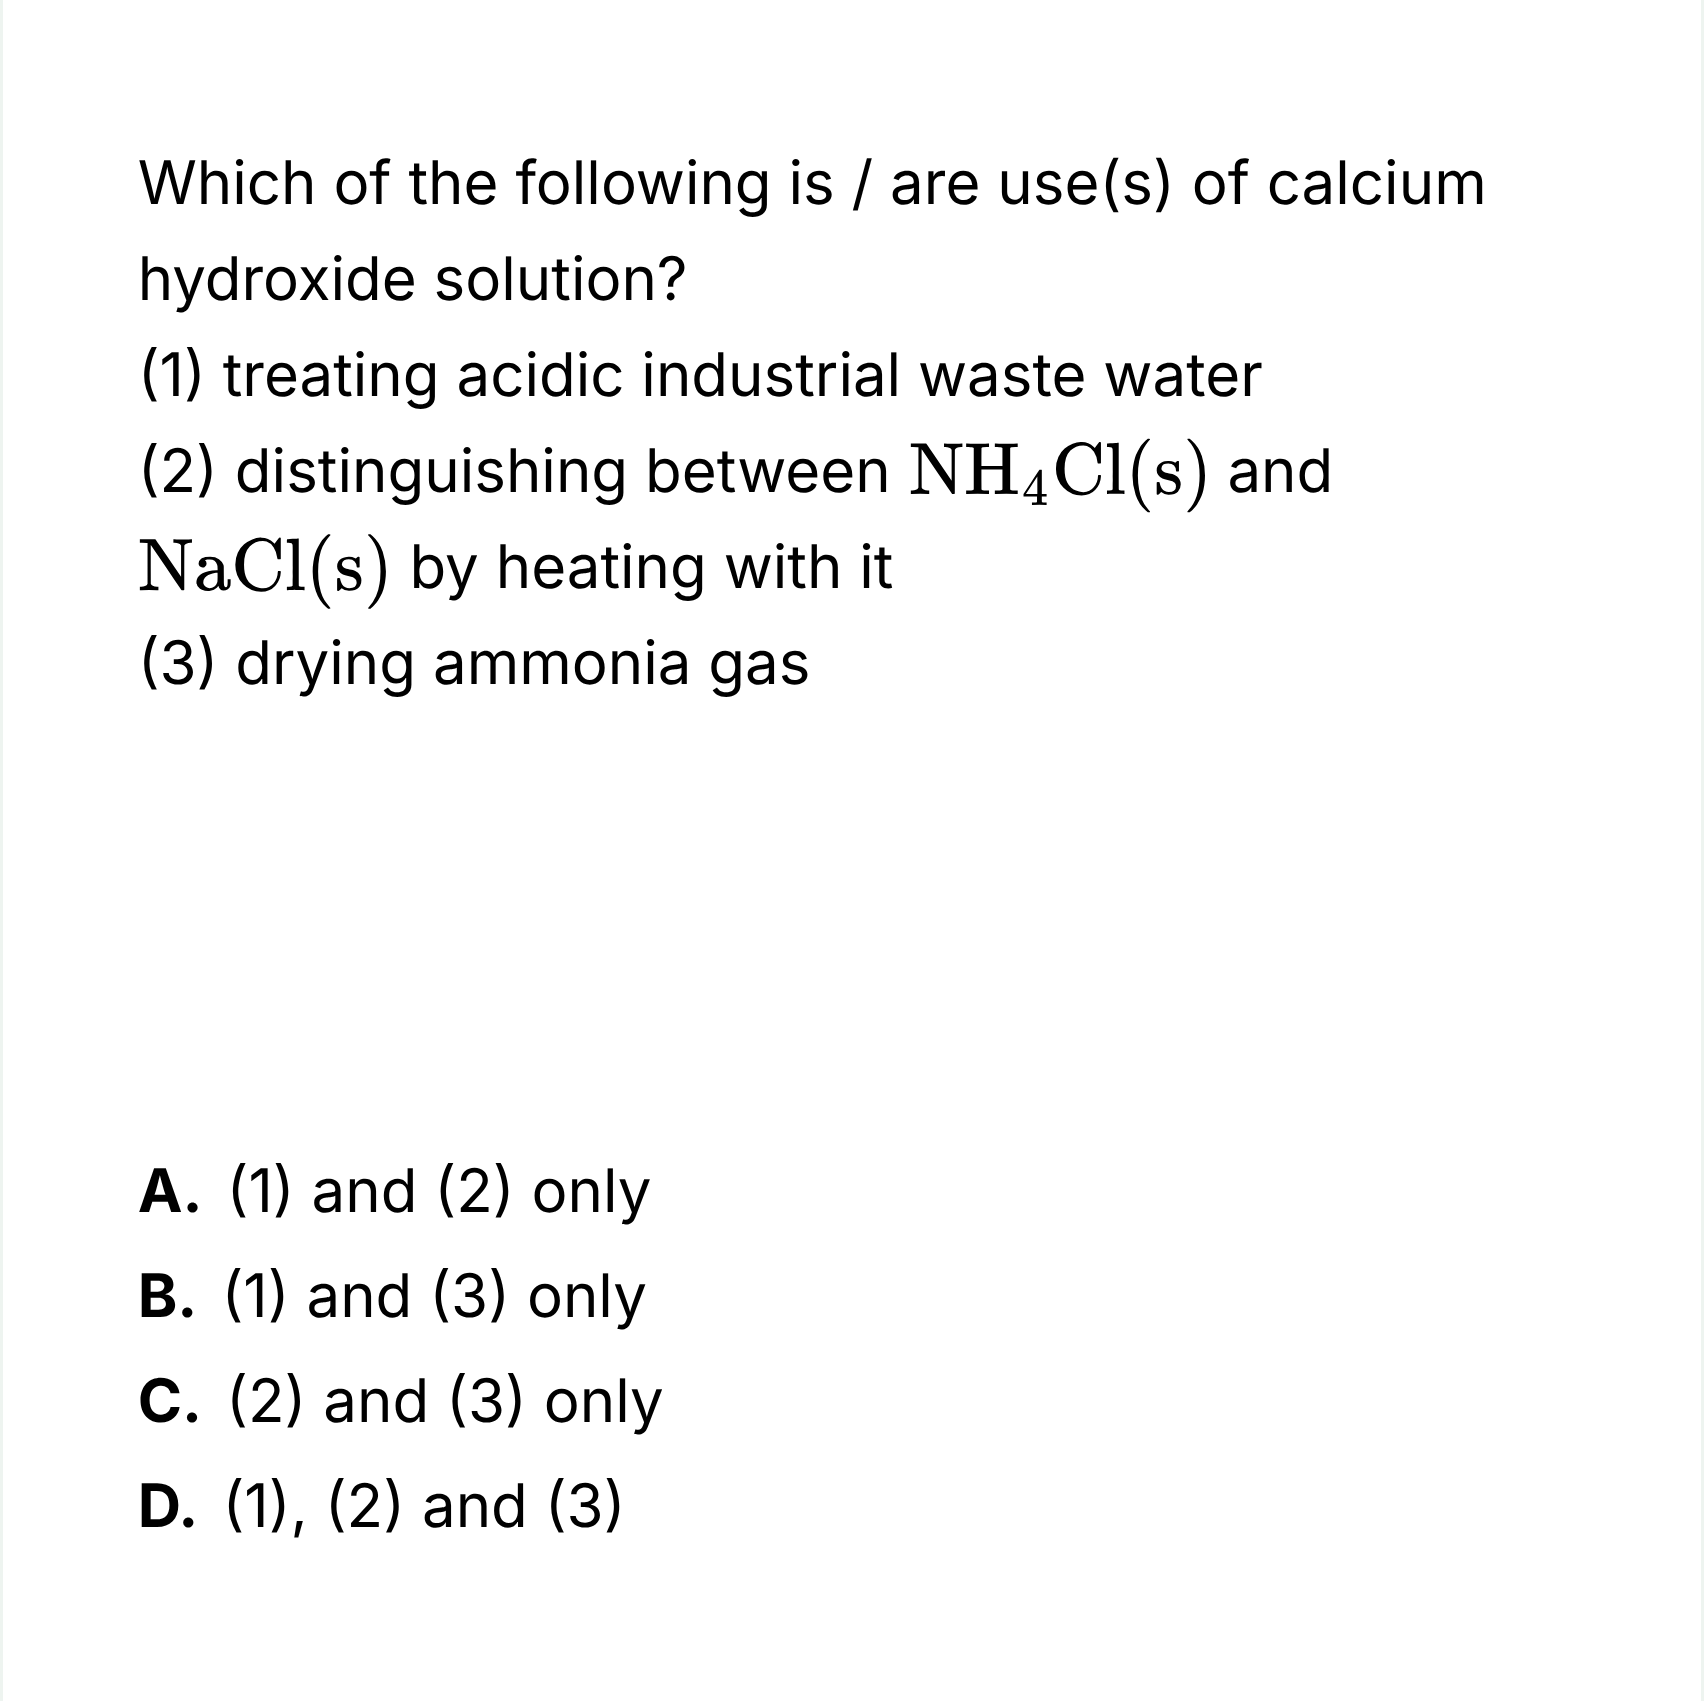 Which of the following is / are use(s) of calcium
hydroxide solution?
(1) treating acidic industrial waste water
(2) distinguishing between NH₄Cl(s) and
NaCl(s) by heating with it
(3) drying ammonia gas
A. (1) and (2) only
B. (1) and (3) only
C. (2) and (3) only
D. (1), (2) and (3)